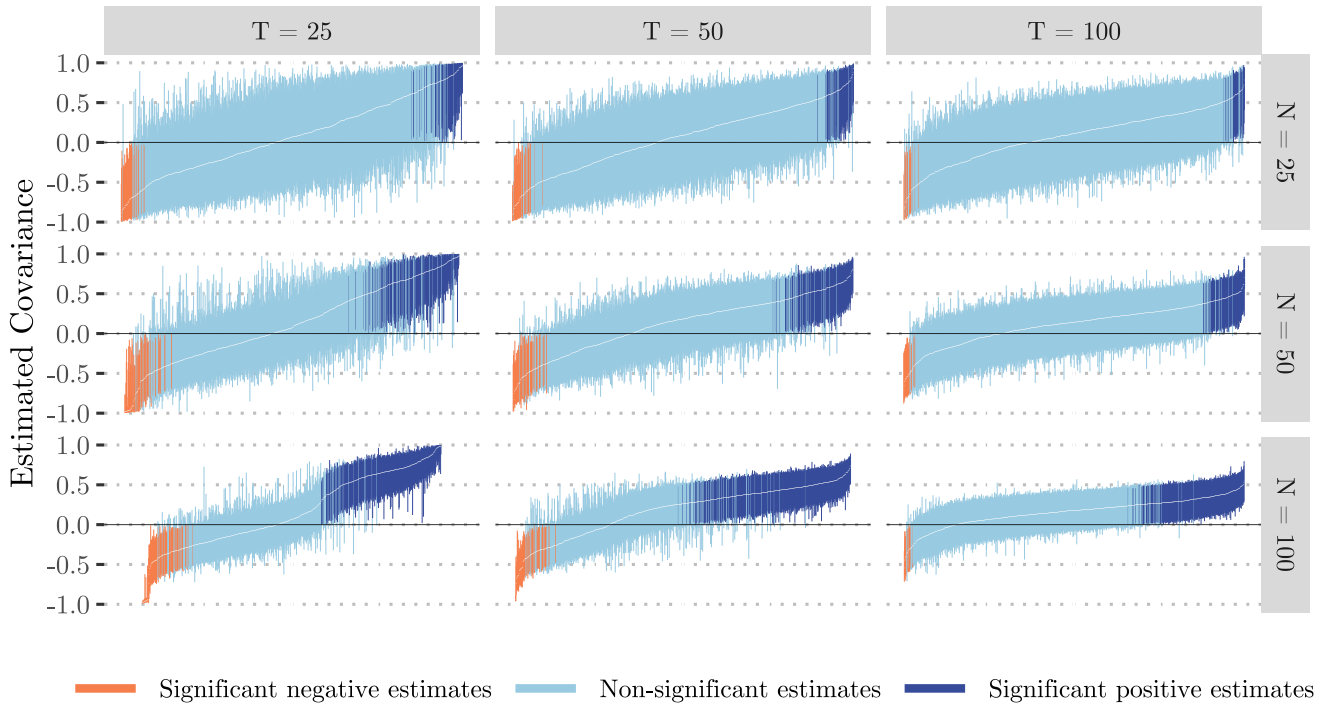 T = 25
T = 50
T = 100
Estimated Covariance
1.0
0.5
0.0
-0.5
-1.0
N = 25
1.0
0.5
0.0
-0.5
-1.0
N = 50
1.0
0.5
0.0
-0.5
-1.0
N = 100
Significant negative estimates
Non-significant estimates
Significant positive estimates